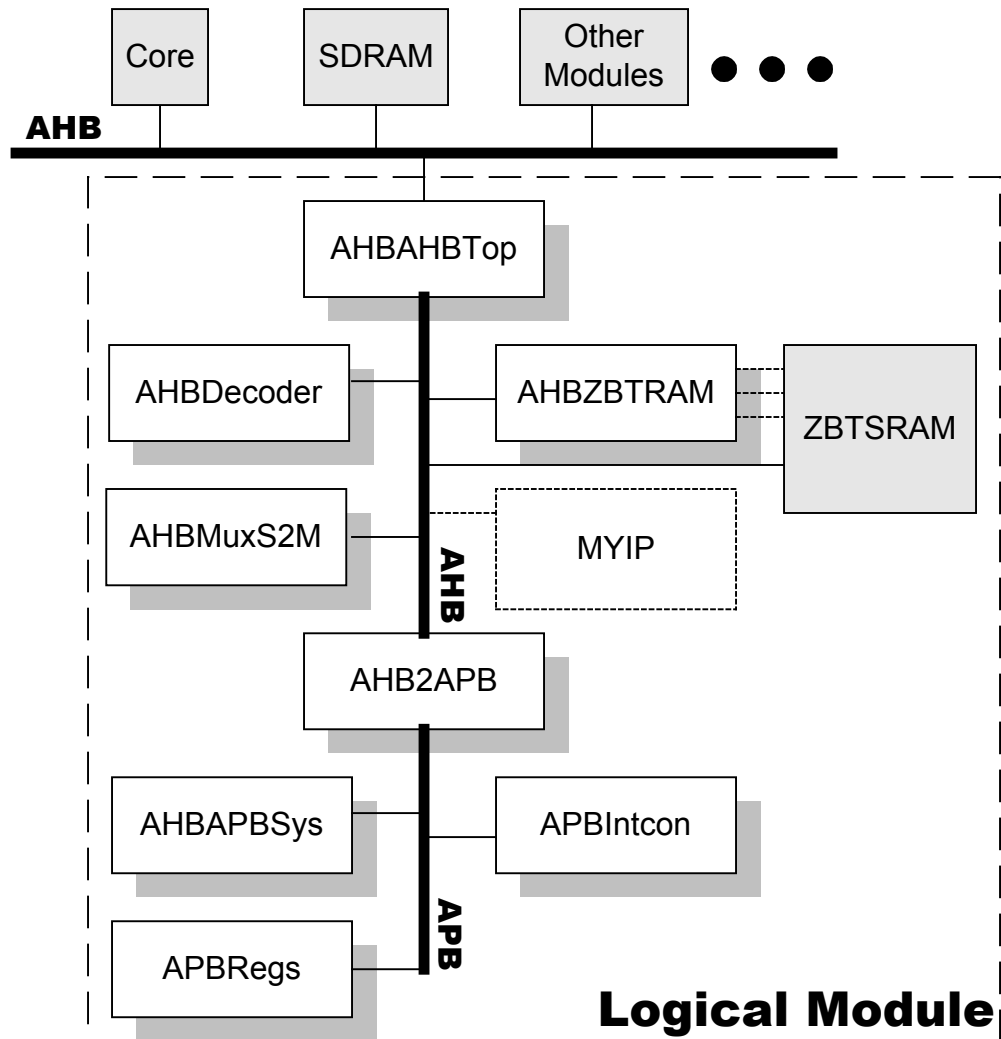 Core
SDRAM
Other
Modules
AHB
AHBAHBTop
AHBDecoder
AHBZBTRAM
ZBTSRAM
AHBMuxS2M
MYIP
AHB
AHB2APB
AHBAPBSys
APBIntcon
APB
APBRegs
Logical Module